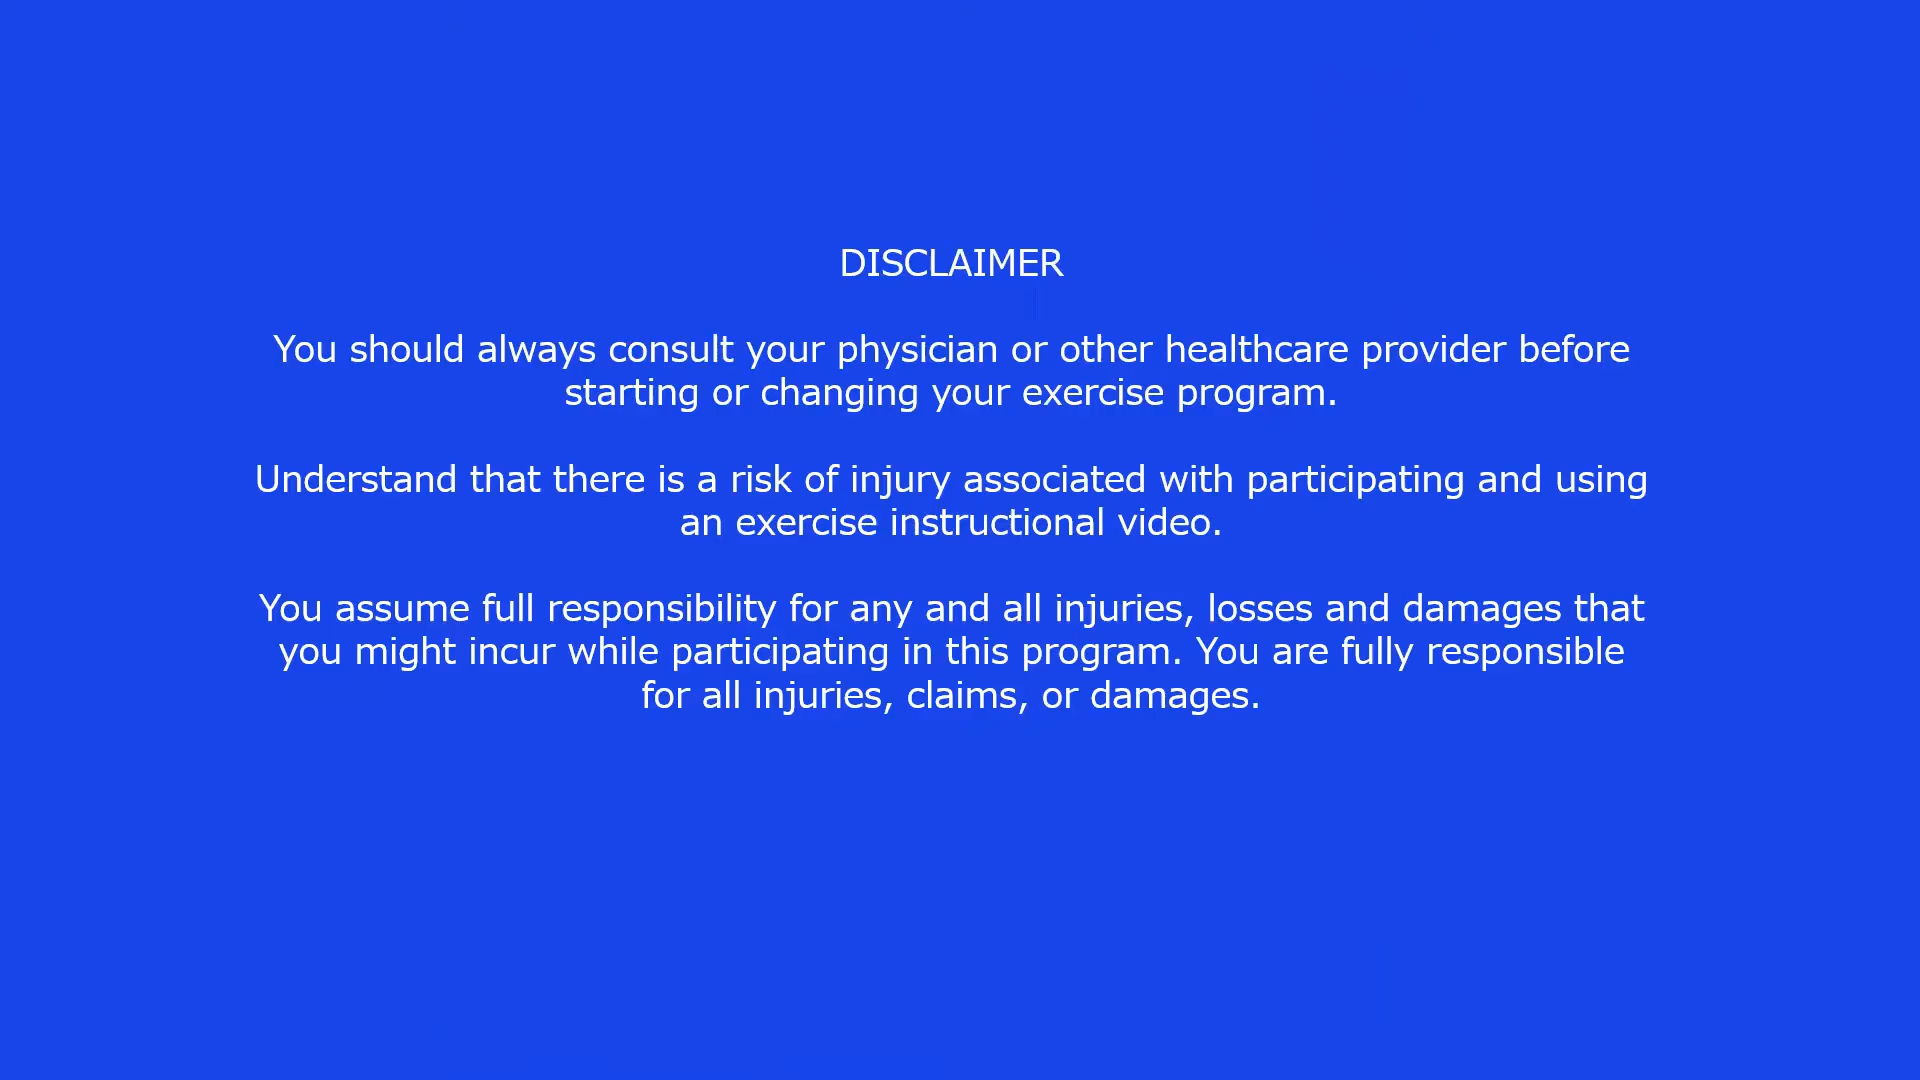 DISCLAIMER
You should always consult your physician or other healthcare provider before
starting or changing your exercise program.
Understand that there is a risk of injury associated with participating and using
an exercise instructional video.
You assume full responsibility for any and all injuries, losses and damages that
you might incur while participating in this program. You are fully responsible
for all injuries, claims, or damages.